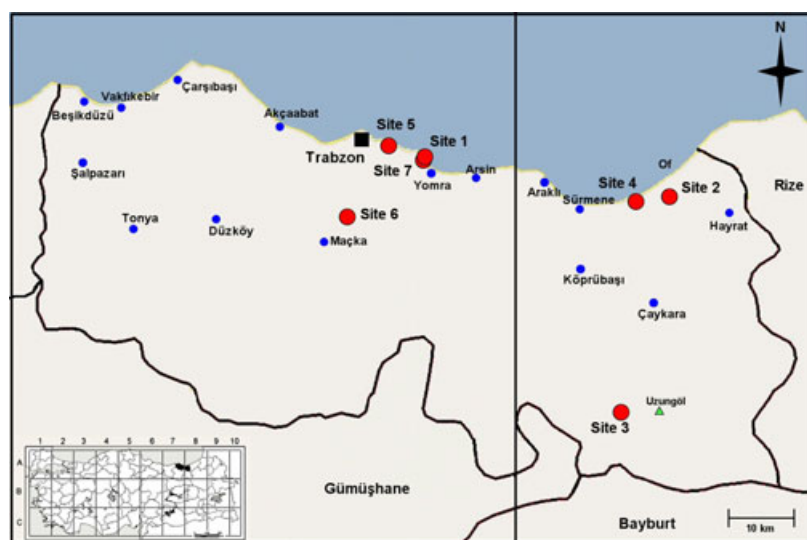 N
Çarşıbaşı
Vakfıkebir
Beşikdüzü
Akçaabat
Site 5
Site 1
Trabzon
Site 7
Of
Şalpazarı
Yomra
Arsin
Araklı
Site 4
Site 2
Rize
Sürmene
Tonya
Düzköy
Site 6
Maçka
Hayrat
Köprübaşı
Çaykara
Uzungöl
Site 3
1 2 3 4 5 6 7 8 9 10
A
B
C
Gümüşhane
Bayburt
10 km